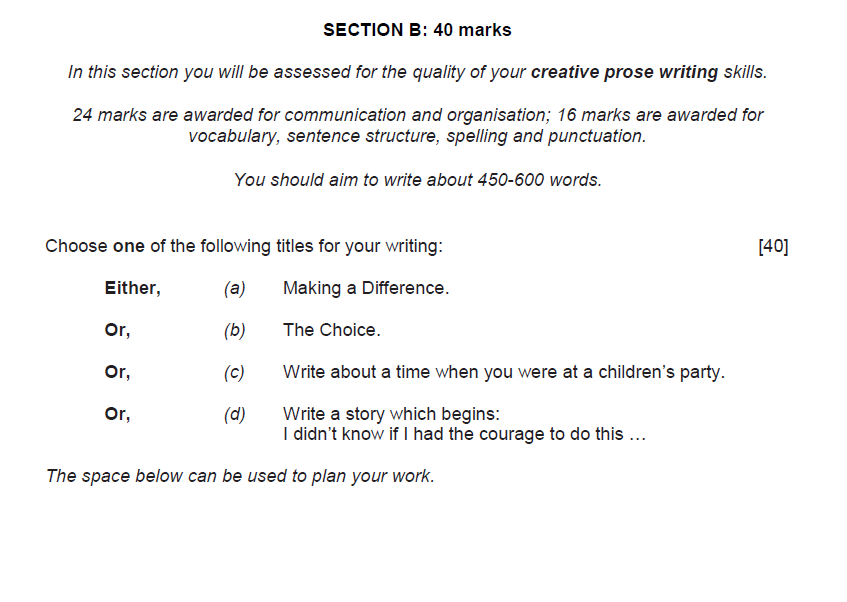 SECTION B: 40 marks
In this section you will be assessed for the quality of your creative prose writing skills.
24 marks are awarded for communication and organisation; 16 marks are awarded for
vocabulary, sentence structure, spelling and punctuation.
You should aim to write about 450-600 words.
Choose one of the following titles for your writing: [40]
Either, (a) Making a Difference.
Or, (b) The Choice.
Or, (c) Write about a time when you were at a children's party.
Or, (d) Write a story which begins:
I didn't know if I had the courage to do this …
The space below can be used to plan your work.